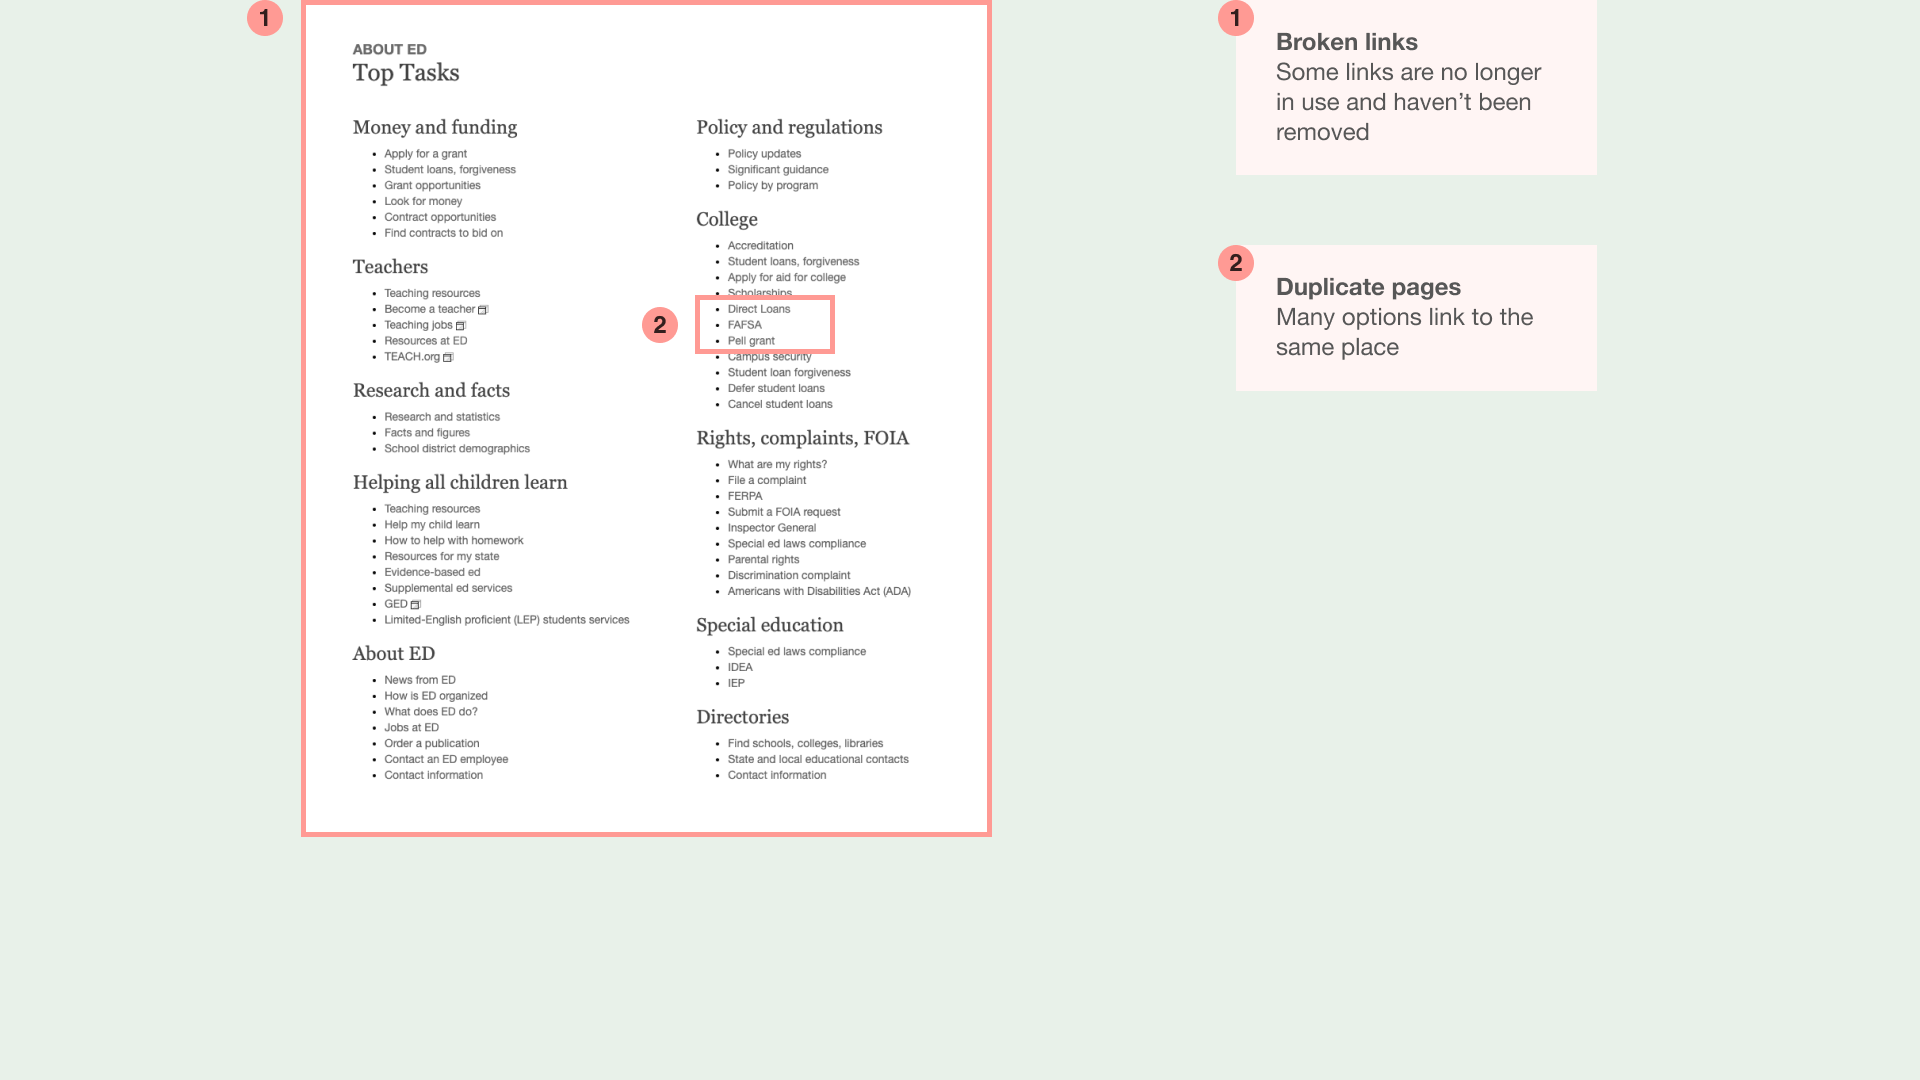 1
ABOUT ED
Top Tasks
Money and funding
Apply for a grant
Student loans, forgiveness
Grant opportunities
Look for money
Contract opportunities
Find contracts to bid on
Teachers
Teaching resources
Become a teacher
Teaching jobs
Resources at ED
TEACH.org
Research and facts
Research and statistics
Facts and figures
School district demographics
Helping all children learn
Teaching resources
Help my child learn
How to help with homework
Resources for my state
Evidence-based ed
Supplemental ed services
GED
Limited-English proficient (LEP) students services
About ED
News from ED
How is ED organized
What does ED do?
Jobs at ED
Order a publication
Contact an ED employee
Contact information
Policy and regulations
Policy updates
Significant guidance
Policy by program
College
Accreditation
Student loans, forgiveness
Apply for aid for college
Scholarships
2
Direct Loans
FAFSA
Pell grant
Campus security
Student loan forgiveness
Defer student loans
Cancel student loans
Rights, complaints, FOIA
What are my rights?
File a complaint
FERPA
Submit a FOIA request
Inspector General
Special ed laws compliance
Parental rights
Discrimination complaint
Americans with Disabilities Act (ADA)
Special education
Special ed laws compliance
IDEA
IEP
Directories
Find schools, colleges, libraries
State and local educational contacts
Contact information
1
Broken links
Some links are no longer
in use and haven’t been
removed
2
Duplicate pages
Many options link to the
same place